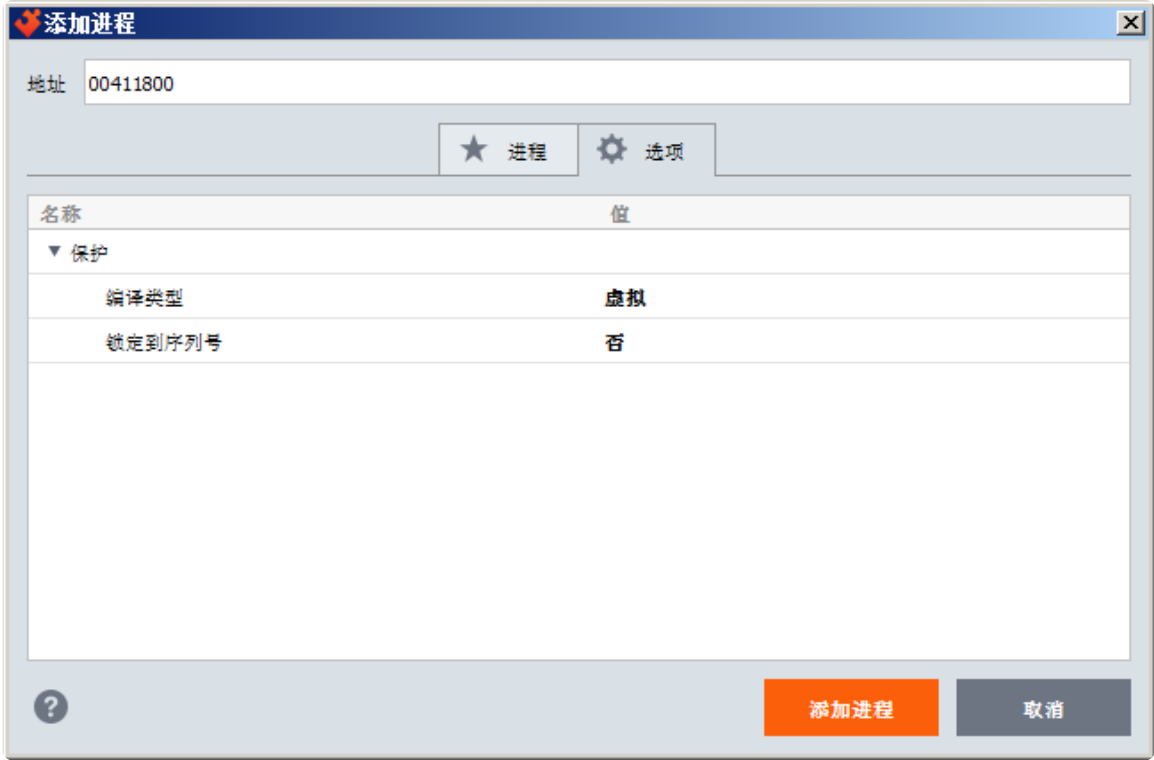 添加进程
地址 00411800
进程 选项
名称 值
保护
编译类型 虚拟
锁定到序列号 否
添加进程 取消